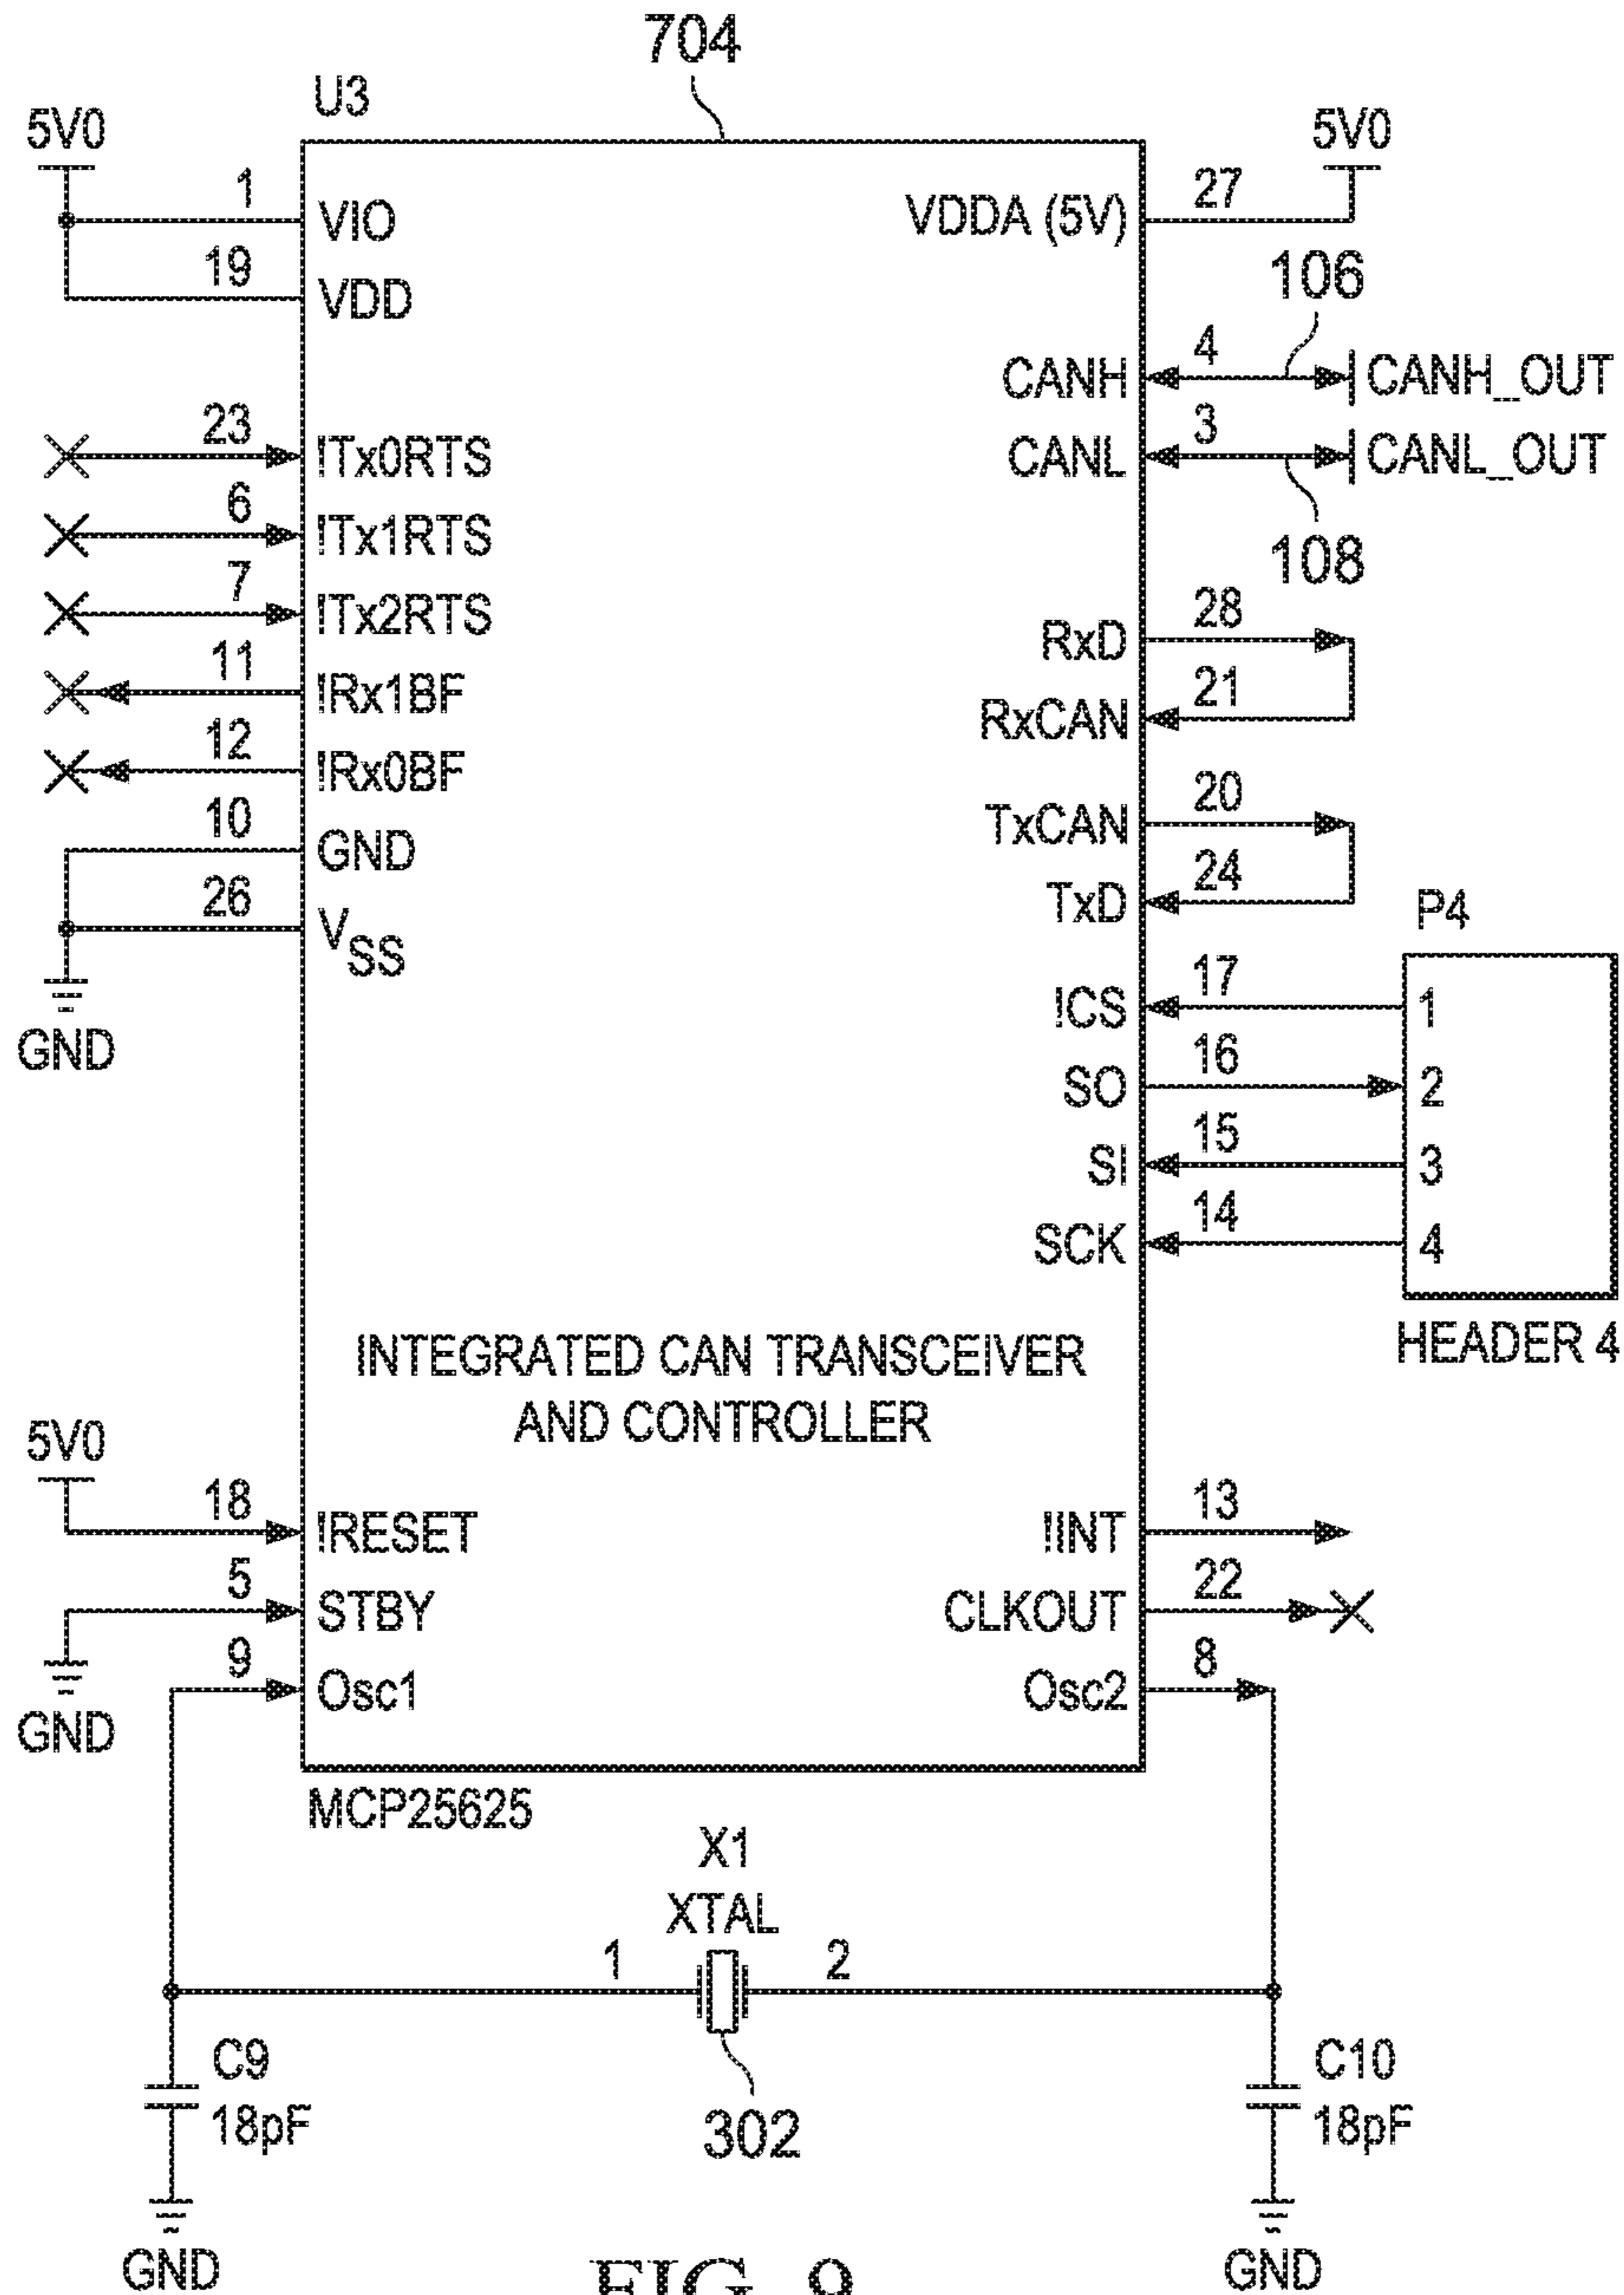 704
U3
5V0
5V0
1
VIO
VDDA (5V)
27
19
VDD
106
CANH
4
CANH_OUT
23
!Tx0RTS
CANL
3
CANL_OUT
6
!Tx1RTS
108
7
!Tx2RTS
RxD
28
11
!Rx1BF
RxCAN
21
12
!Rx0BF
TxCAN
20
10
GND
TxD
24
26
VSS
P4
GND
!CS
17
1
SO
16
2
SI
15
3
SCK
14
4
HEADER 4
INTEGRATED CAN TRANSCEIVER
AND CONTROLLER
5V0
18
!RESET
!INT
13
5
STBY
CLKOUT
22
GND
9
Osc1
Osc2
8
MCP25625
X1
XTAL
1
2
C9
18pF
302
C10
18pF
GND
GND
FIG. 9